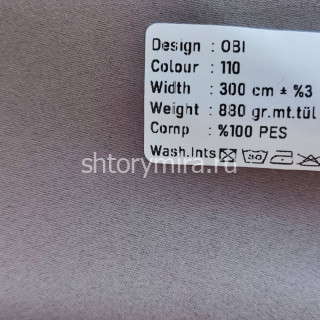 Design : OBI
Colour : 110
Width : 300 cm ± %3
Weight : 880 gr.mt.tül
Comp : %100 PES
Wash.Ints
30
shtorymira.ru